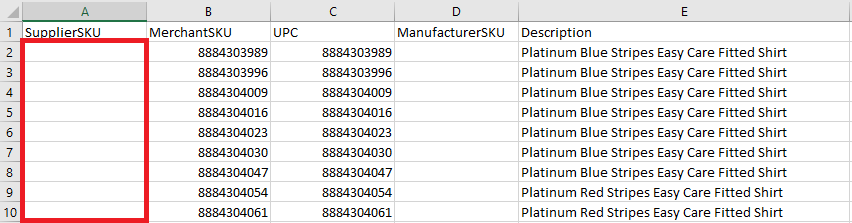 A B C D E
1 SupplierSKU MerchantSKU UPC ManufacturerSKU Description
2 8884303989 8884303989 Platinum Blue Stripes Easy Care Fitted Shirt
3 8884303996 8884303996 Platinum Blue Stripes Easy Care Fitted Shirt
4 8884304009 8884304009 Platinum Blue Stripes Easy Care Fitted Shirt
5 8884304016 8884304016 Platinum Blue Stripes Easy Care Fitted Shirt
6 8884304023 8884304023 Platinum Blue Stripes Easy Care Fitted Shirt
7 8884304030 8884304030 Platinum Blue Stripes Easy Care Fitted Shirt
8 8884304047 8884304047 Platinum Blue Stripes Easy Care Fitted Shirt
9 8884304054 8884304054 Platinum Red Stripes Easy Care Fitted Shirt
10 8884304061 8884304061 Platinum Red Stripes Easy Care Fitted Shirt